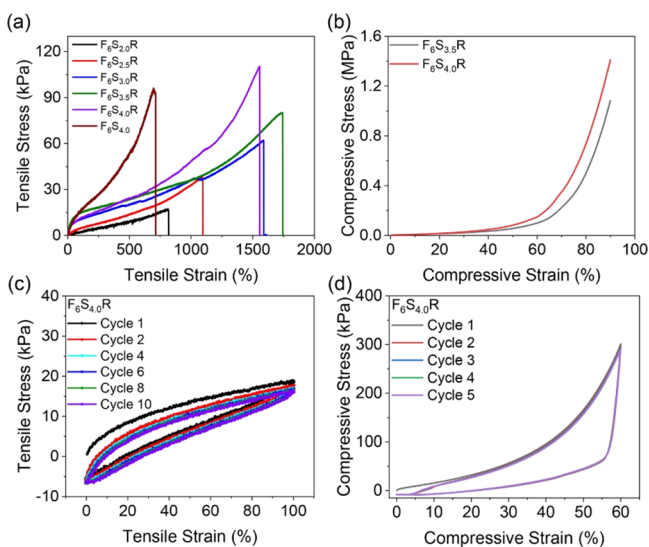 (a)
Tensile Stress (kPa)
120
90
60
30
0
F₆S₂.₀R
F₆S₂.₅R
F₆S₃.₀R
F₆S₃.₅R
F₆S₄.₀R
F₆S₄.₀
0 500 1000 1500 2000
Tensile Strain (%)
(b)
Compressive Stress (MPa)
1.6
1.2
0.8
0.4
0.0
F₆S₃.₅R
F₆S₄.₀R
0 20 40 60 80 100
Compressive Strain (%)
(c)
Tensile Stress (kPa)
40
30
20
10
0
-10
F₆S₄.₀R
Cycle 1
Cycle 2
Cycle 4
Cycle 6
Cycle 8
Cycle 10
0 20 40 60 80 100
Tensile Strain (%)
(d)
Compressive Stress (kPa)
400
300
200
100
0
F₆S₄.₀R
Cycle 1
Cycle 2
Cycle 3
Cycle 4
Cycle 5
0 20 40 60
Compressive Strain (%)